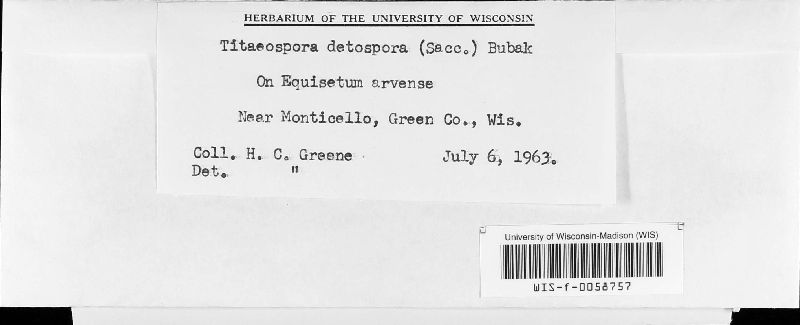 HERBARIUM OF THE UNIVERSITY OF WISCONSIN
Titaeospora detospora (Sacc.) Bubak
On Equisetum arvense
Near Monticello, Green Co., Wis.
Coll. H. C. Greene July 6, 1963.
Det. "
University of Wisconsin-Madison (WIS)
WIS-f-0058757